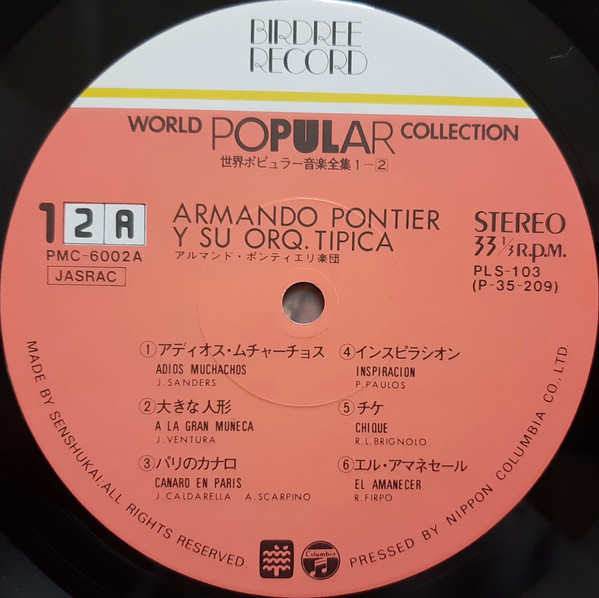 BIRDREE
RECORD
WORLD POPULAR COLLECTION
世界ポピュラー音楽全集1-2
1 2 A
PMC-6002A
JASRAC
ARMANDO PONTIER
Y SU ORQ. TIPICA
アルマンド・ポンティエリ楽団
STEREO
33 1/3 R.P.M.
PLS-103
(P-35-209)
①アディオス・ムチャーチョス
ADIOS MUCHACHOS
J. SANDERS
②大きな人形
A LA GRAN MUÑECA
J. VENTURA
③パリのカナロ
CANARO EN PARIS
J. CALDARELLA A. SCARPINO
④インスピラシオン
INSPIRACION
P. PAULOS
⑤チケ
CHIQUE
R. L. BRIGNOLO
⑥エル・アマネセール
EL AMANECER
R. FIRPO
MADE BY SENSHUKAI. ALL RIGHTS RESERVED.
Columbia
PRESSED BY NIPPON COLUMBIA CO., LTD.